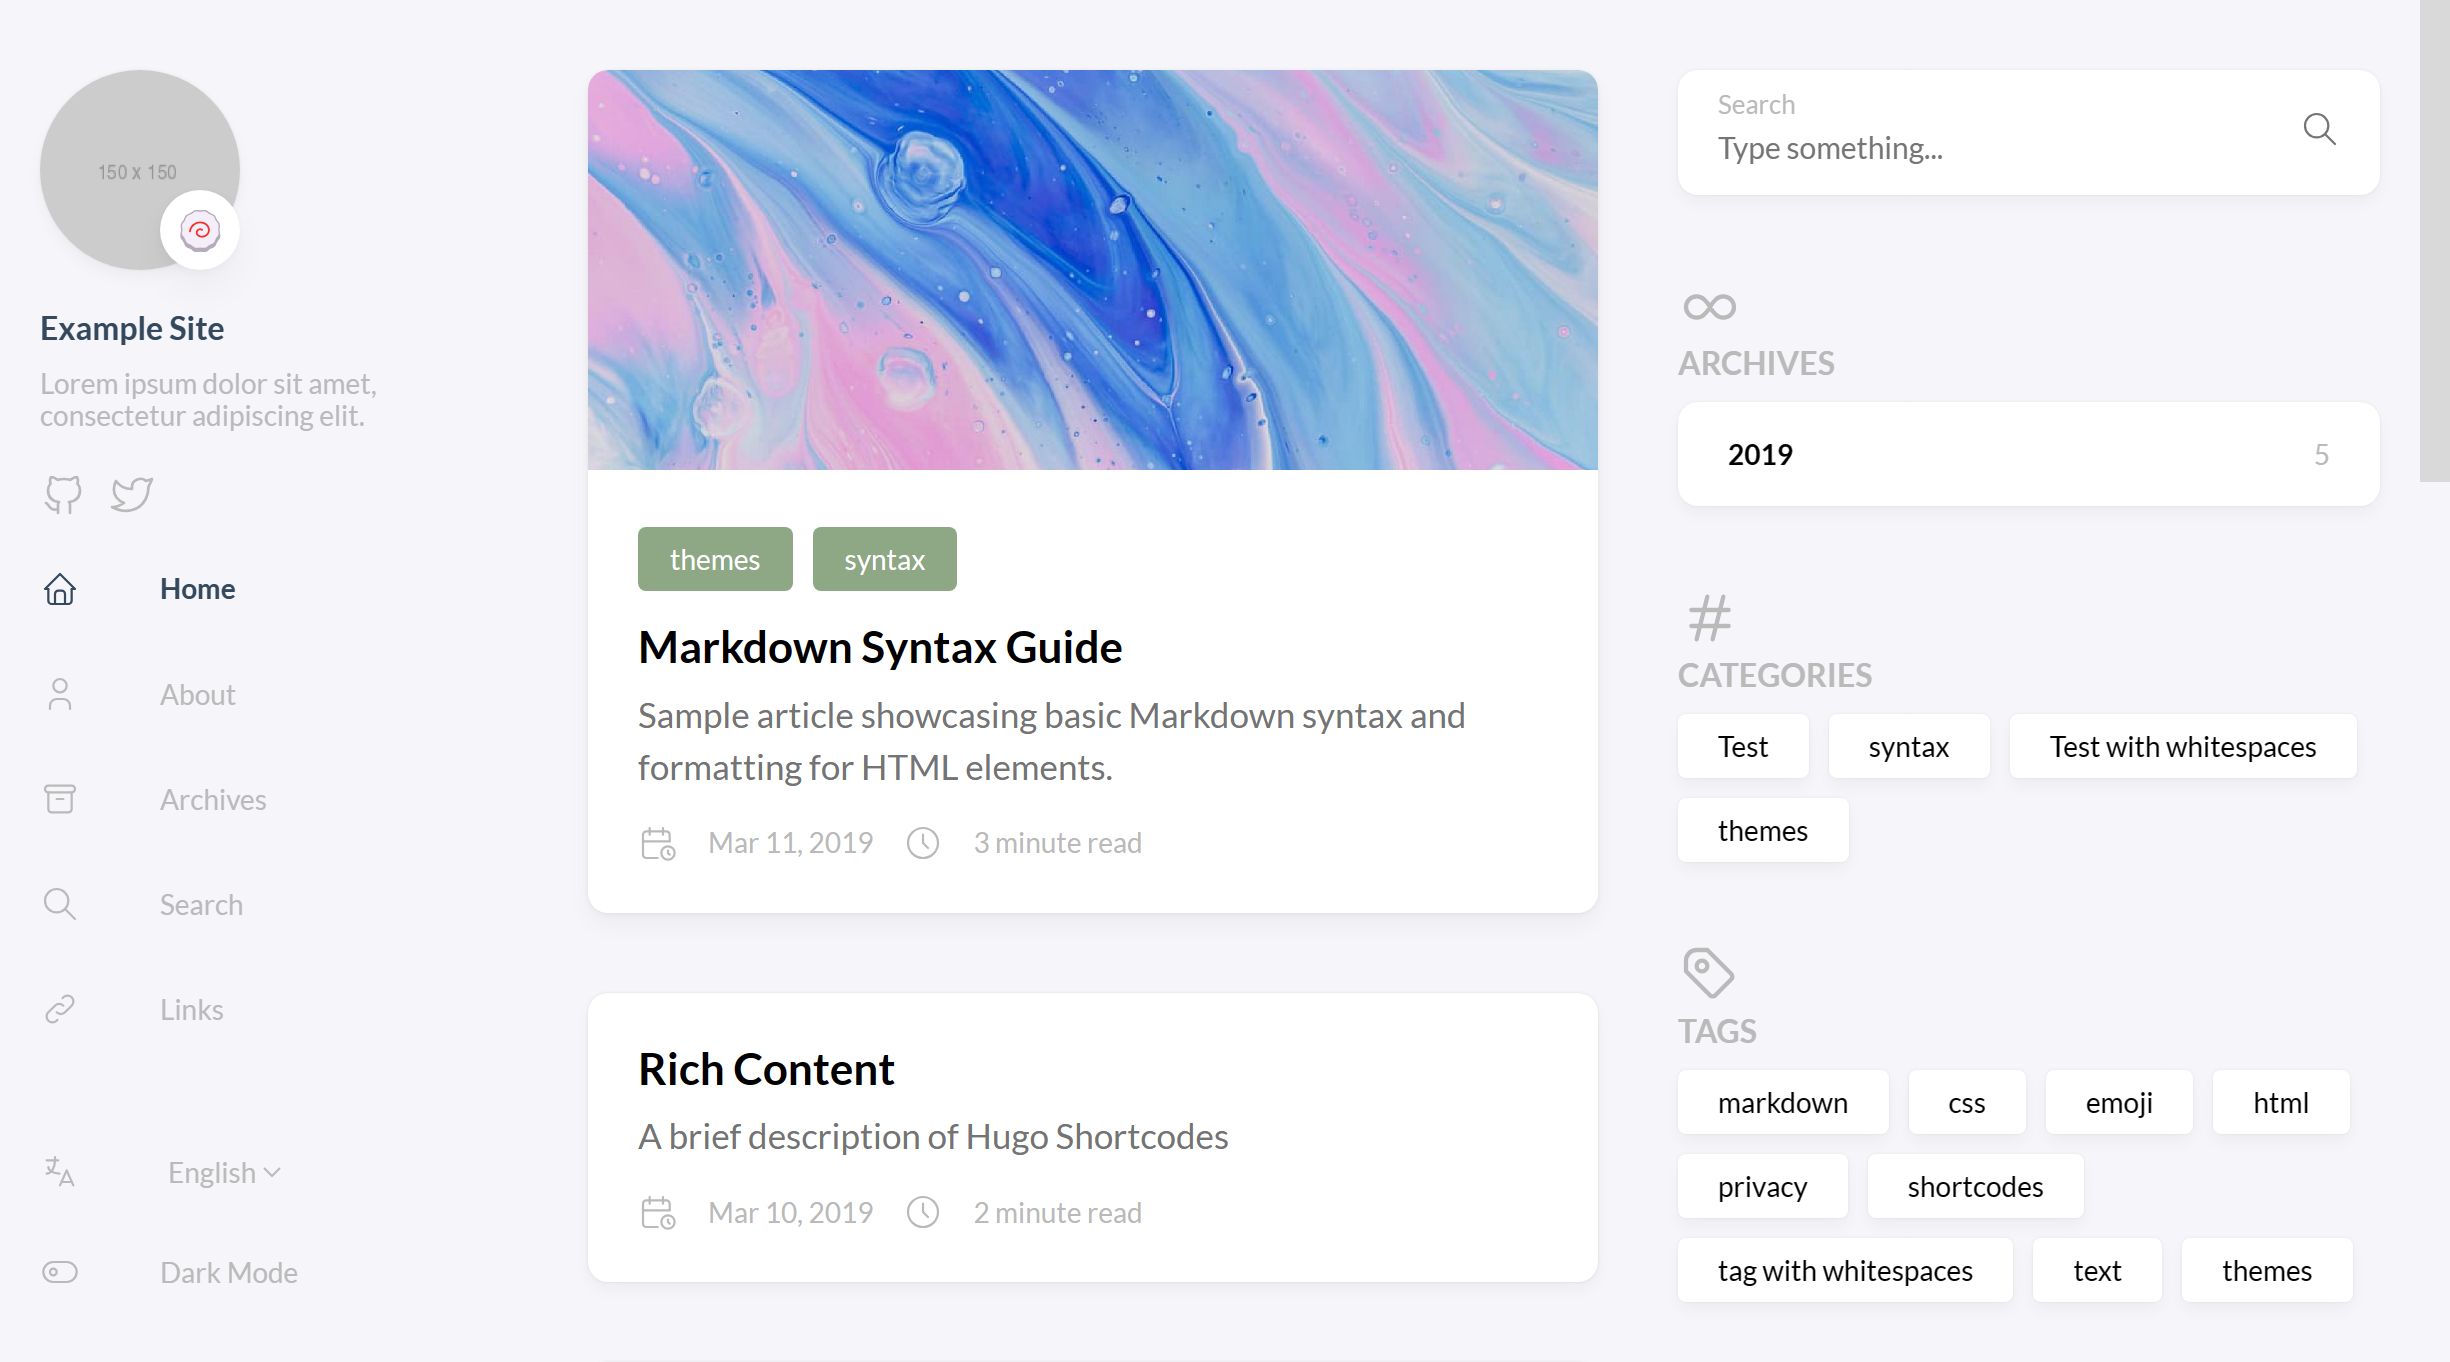 150 x 150
Example Site
Lorem ipsum dolor sit amet,
consectetur adipiscing elit.
Home
About
Archives
Search
Links
English
Dark Mode
themes
syntax
Markdown Syntax Guide
Sample article showcasing basic Markdown syntax and
formatting for HTML elements.
Mar 11, 2019
3 minute read
Rich Content
A brief description of Hugo Shortcodes
Mar 10, 2019
2 minute read
Search
Type something...
ARCHIVES
2019
5
CATEGORIES
Test
syntax
Test with whitespaces
themes
TAGS
markdown
css
emoji
html
privacy
shortcodes
tag with whitespaces
text
themes